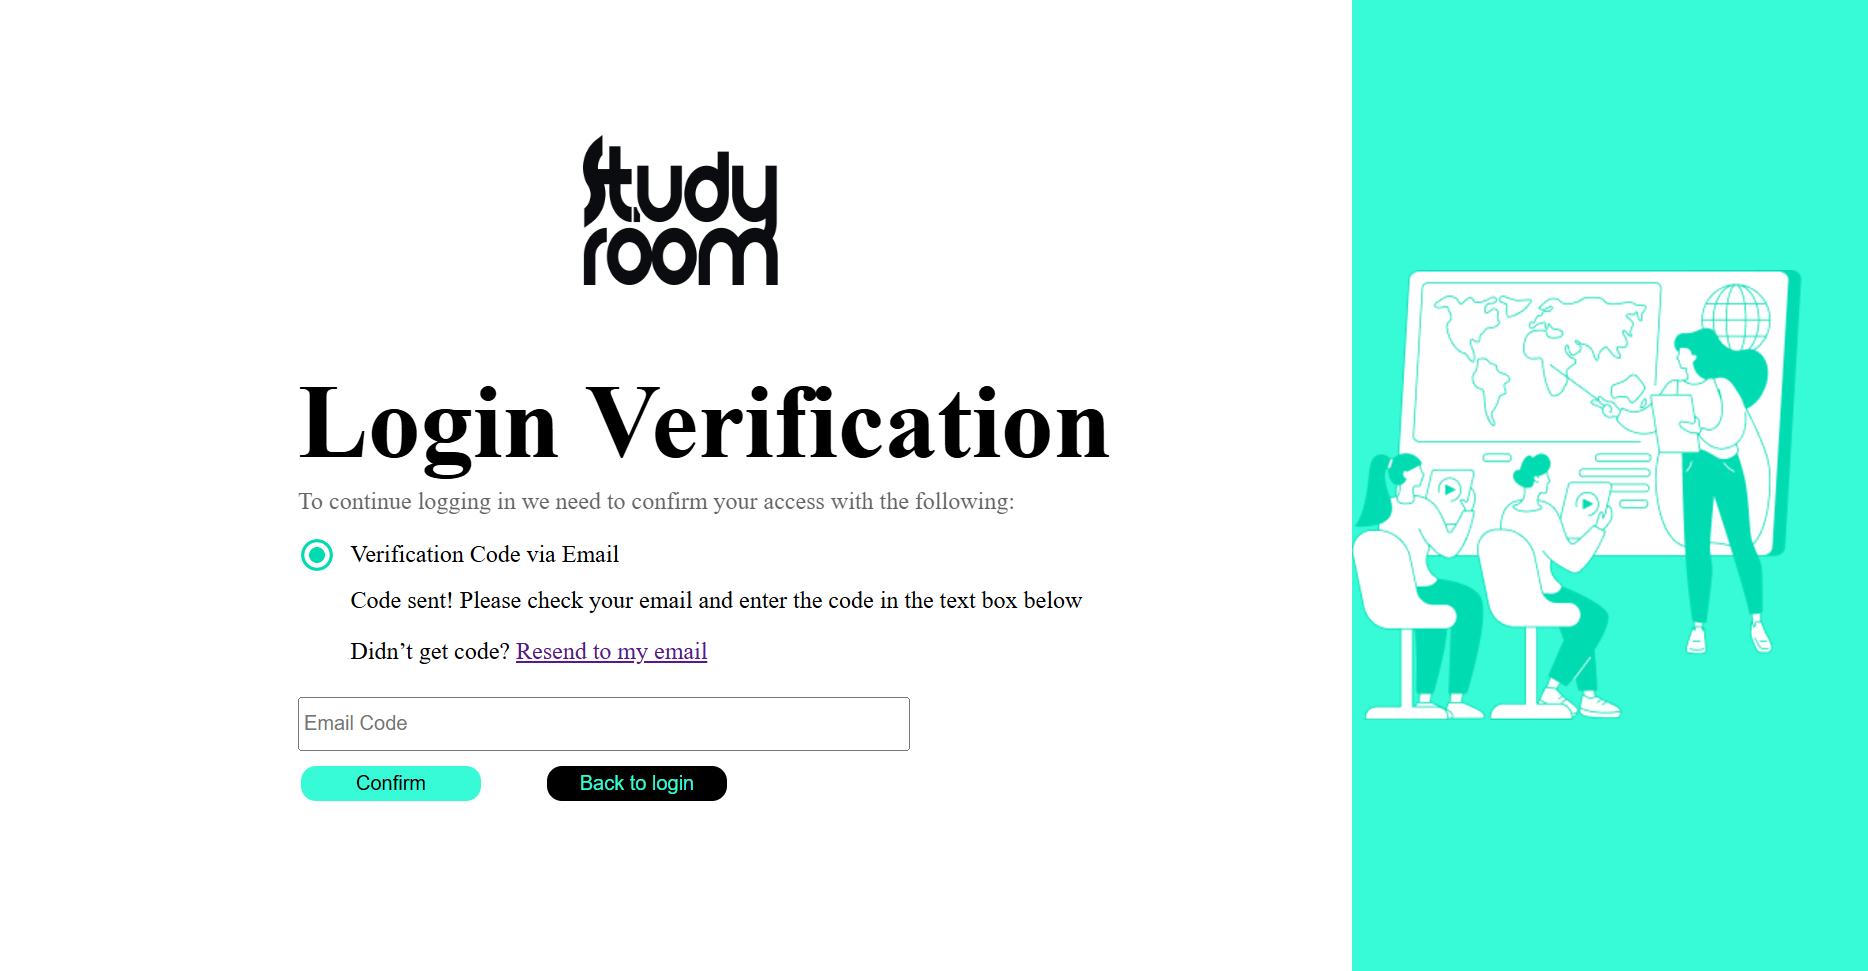 Study
room
Login Verification
To continue logging in we need to confirm your access with the following:
Verification Code via Email
Code sent! Please check your email and enter the code in the text box below
Didn’t get code? Resend to my email
Email Code
Confirm
Back to login